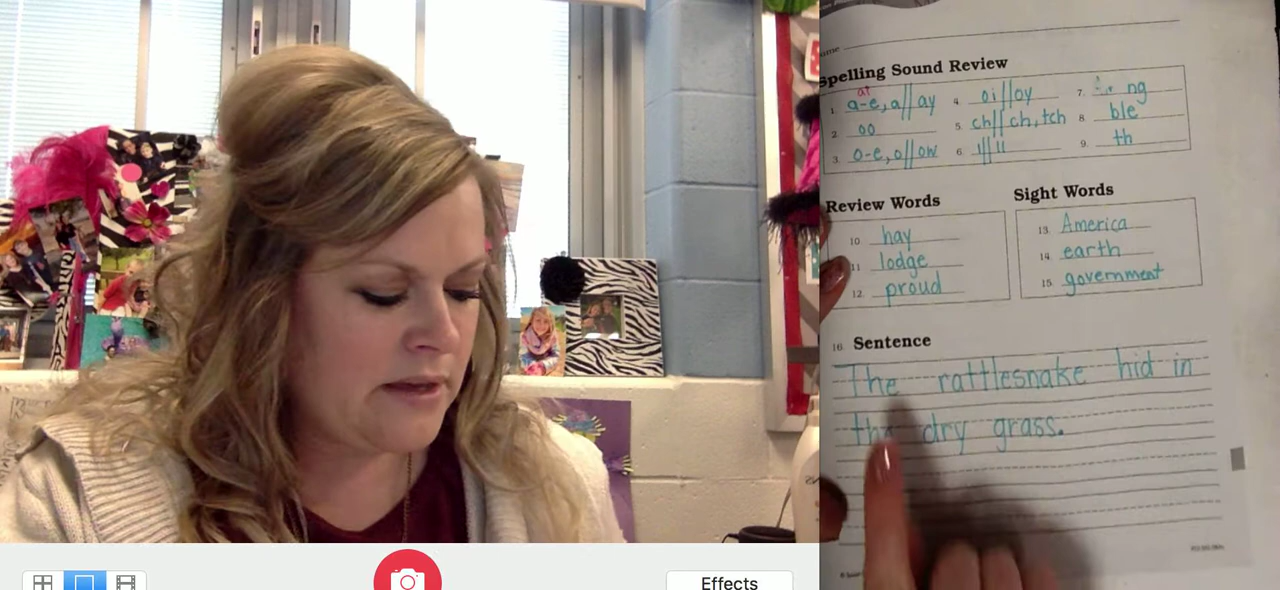 ame
Spelling Sound Review
1. a-e, a//ay
at
2. oo
3. o-e, o//ow
4. oi//oy
5. ch//ch, tch
6.
7. ng
8. ble
9. th
Review Words
10 hay
11 lodge
12. proud
Sight Words
13. America
14. earth
15. government
16. Sentence
The rattlesnake hid in
the dry grass.
Effects